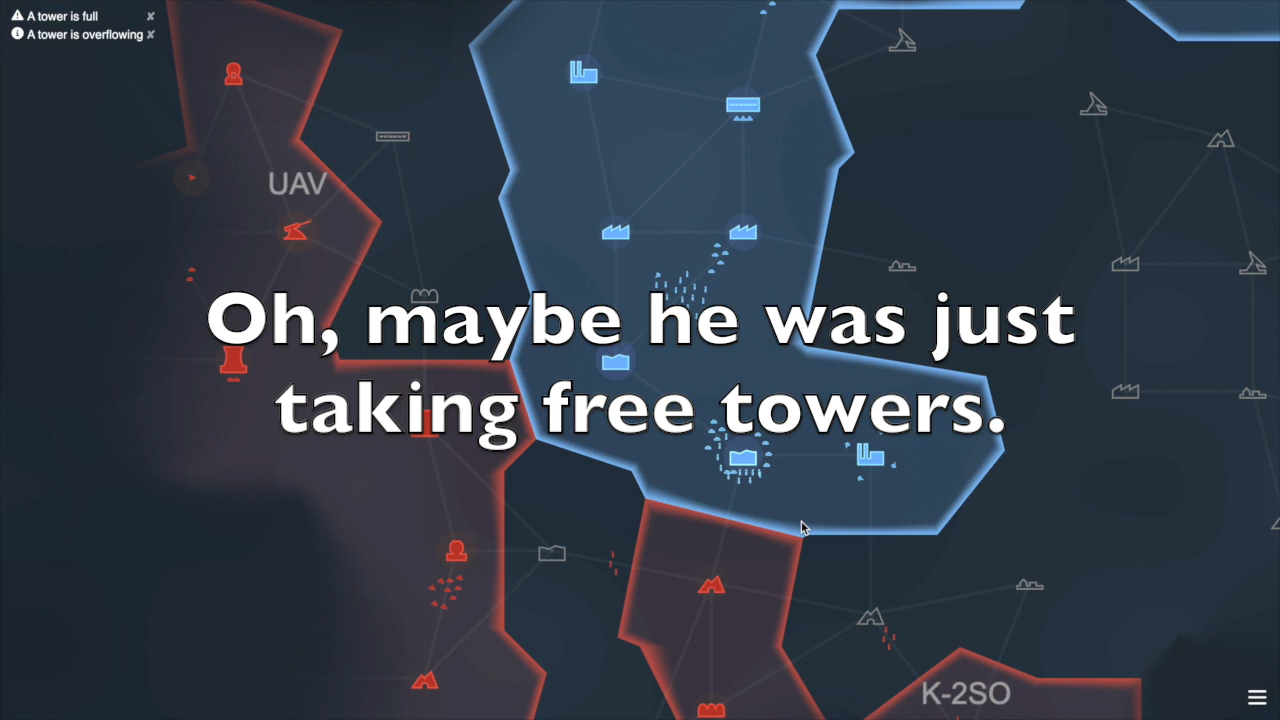 A tower is full
A tower is overflowing
UAV
Oh, maybe he was just
taking free towers.
K-2SO